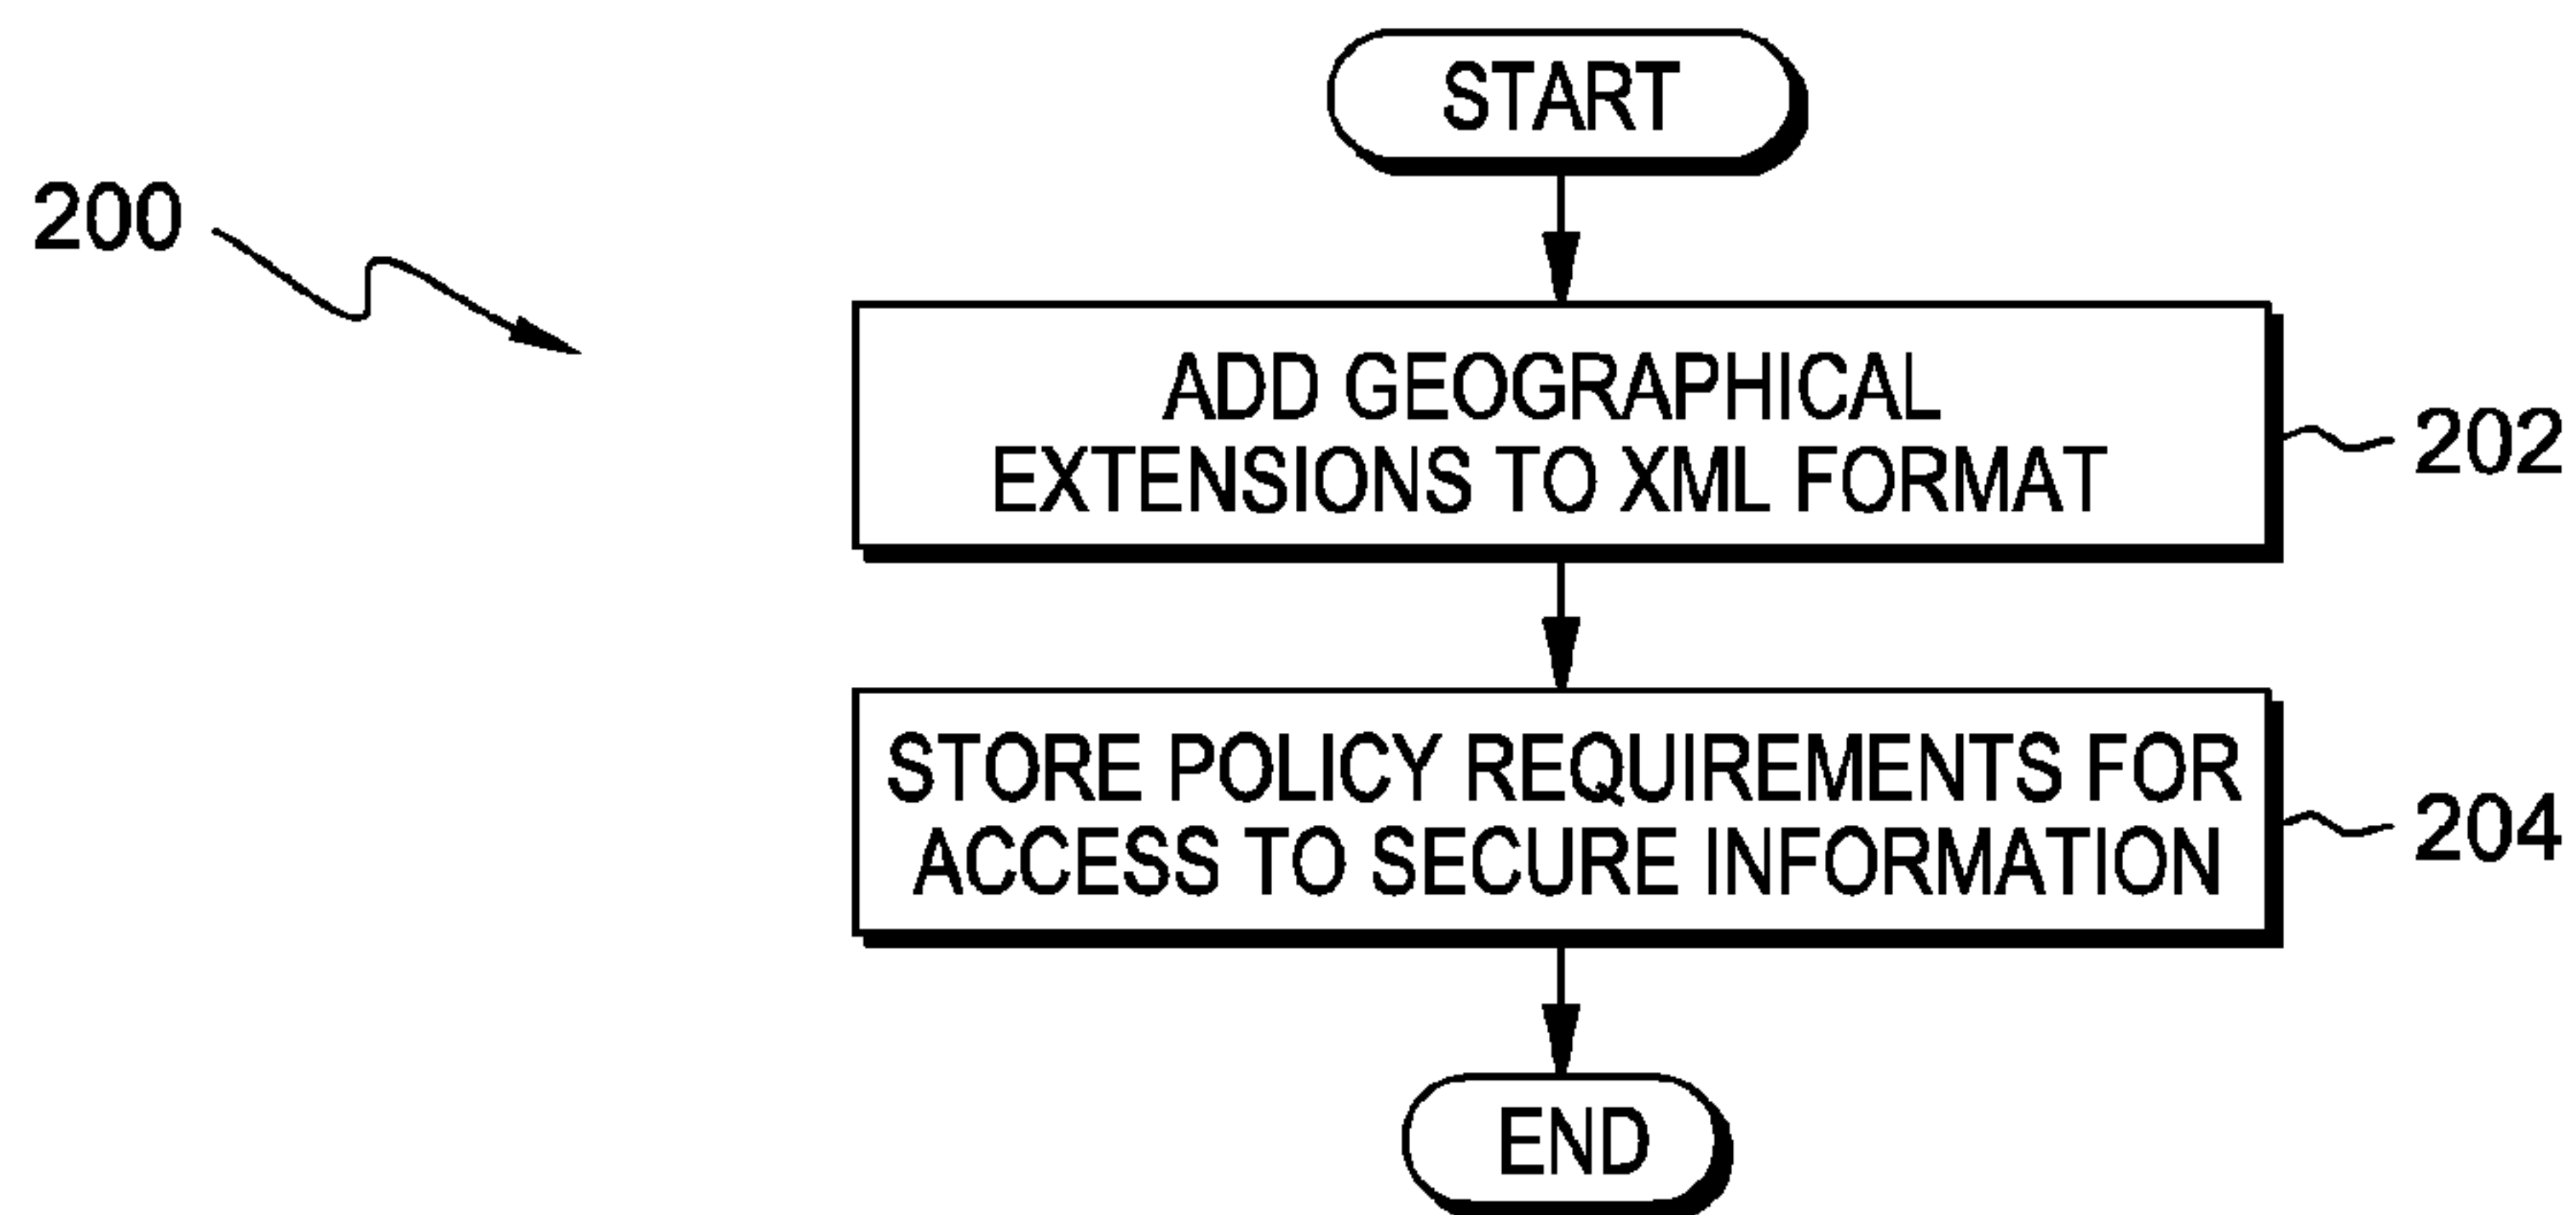 START
200
ADD GEOGRAPHICAL
EXTENSIONS TO XML FORMAT
202
STORE POLICY REQUIREMENTS FOR
ACCESS TO SECURE INFORMATION
204
END